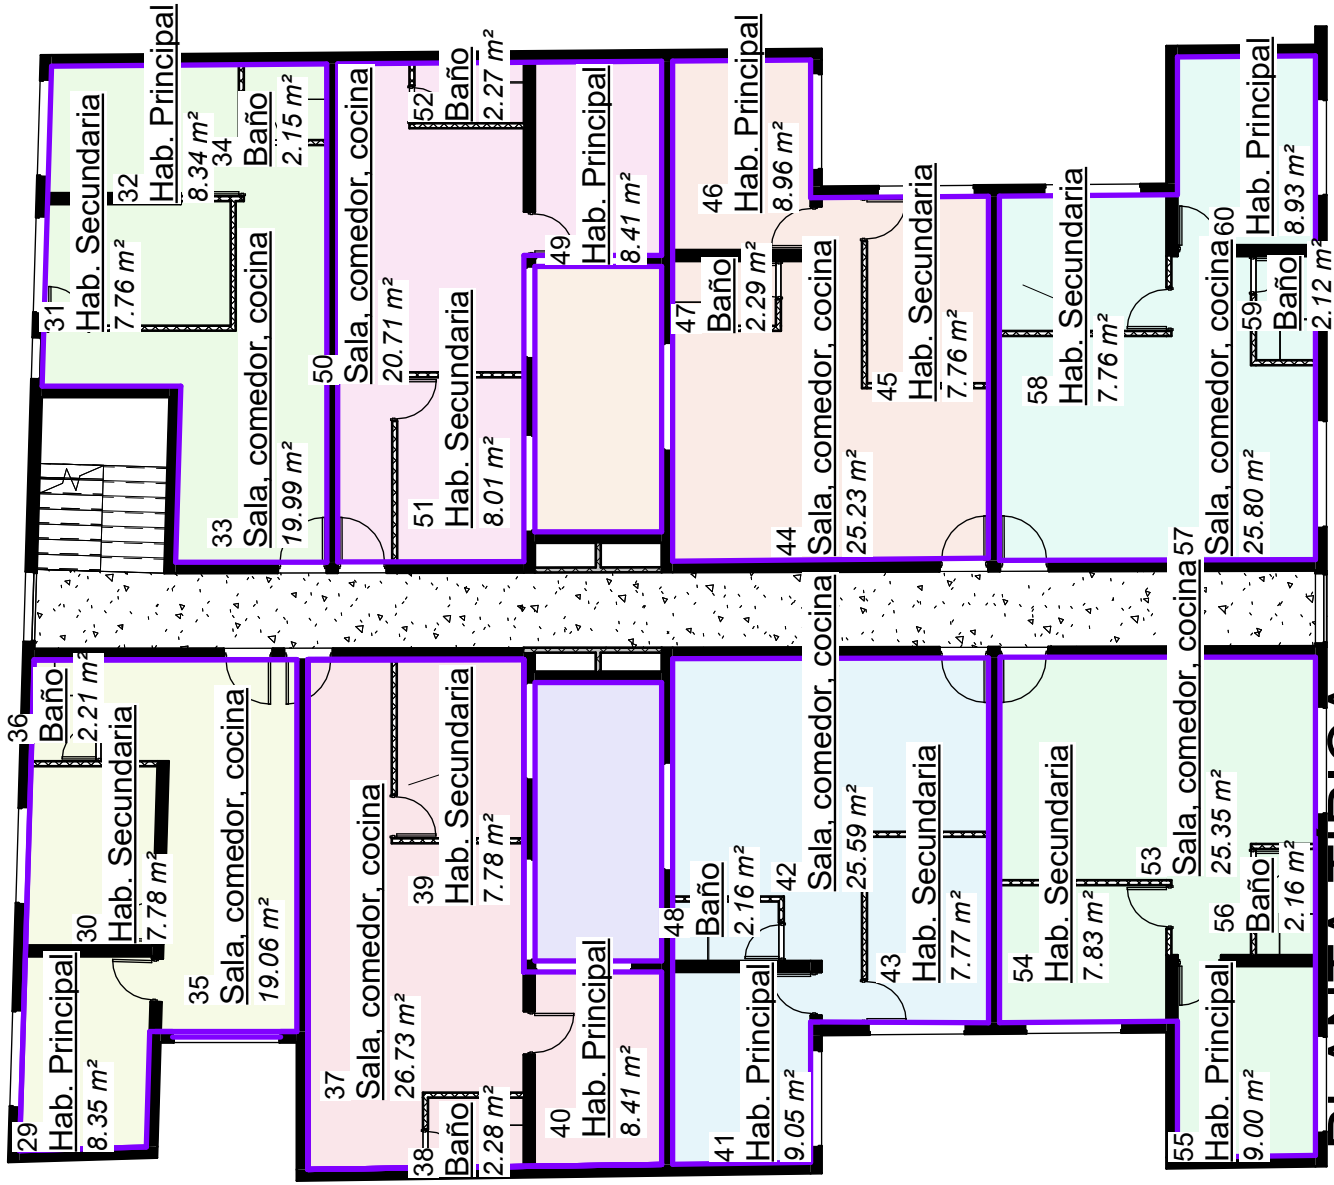 31
Hab. Secundaria
7.76 m²
32
Hab. Principal
8.34 m²
34
Baño
2.15 m²
33
Sala, comedor, cocina
19.99 m²
50
Sala, comedor, cocina
20.71 m²
52
Baño
2.27 m²
49
Hab. Principal
8.41 m²
51
Hab. Secundaria
8.01 m²
46
Hab. Principal
8.96 m²
47
Baño
2.29 m²
44
Sala, comedor, cocina
25.23 m²
45
Hab. Secundaria
7.76 m²
58
Hab. Secundaria
7.76 m²
60
Hab. Principal
8.93 m²
59
Baño
2.12 m²
57
Sala, comedor, cocina
25.80 m²
36
Baño
2.21 m²
30
Hab. Secundaria
7.78 m²
29
Hab. Principal
8.35 m²
35
Sala, comedor, cocina
19.06 m²
37
Sala, comedor, cocina
26.73 m²
39
Hab. Secundaria
7.78 m²
38
Baño
2.28 m²
40
Hab. Principal
8.41 m²
48
Baño
2.16 m²
42
Sala, comedor, cocina
25.59 m²
41
Hab. Principal
9.05 m²
43
Hab. Secundaria
7.77 m²
54
Hab. Secundaria
7.83 m²
53
Sala, comedor, cocina
25.35 m²
56
Baño
2.16 m²
55
Hab. Principal
9.00 m²